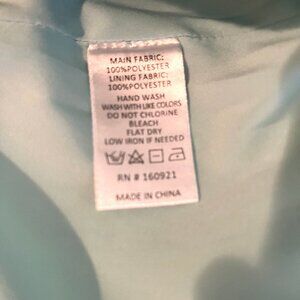 MAIN FABRIC:
100%POLYESTER
LINING FABRIC:
100%POLYESTER
HAND WASH
WASH WITH LIKE COLORS
DO NOT CHLORINE
BLEACH
FLAT DRY
LOW IRON IF NEEDED
RN # 160921
MADE IN CHINA